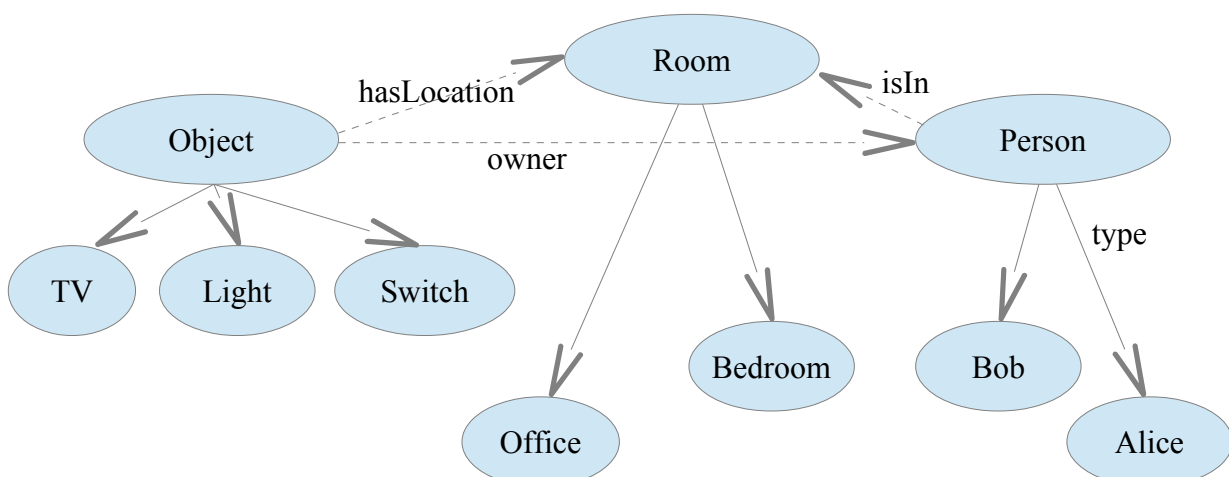 Room
isIn
hasLocation
Object
Person
owner
type
TV
Light
Switch
Bedroom
Bob
Office
Alice